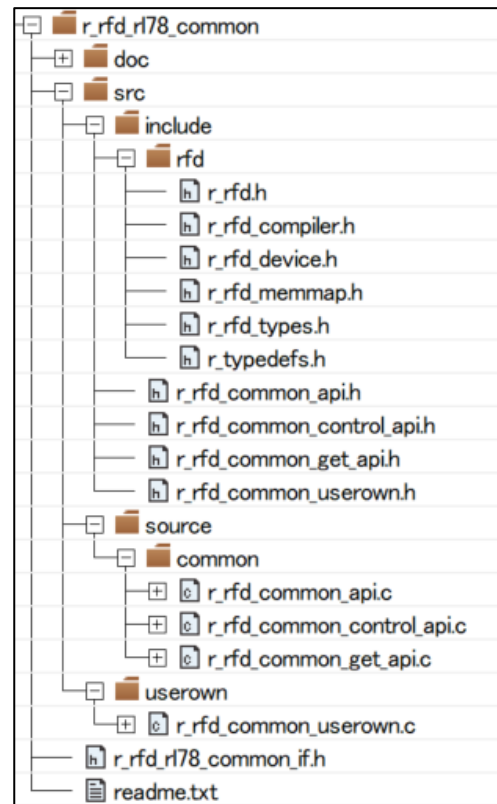 r_rfd_rl78_common
doc
src
include
rfd
r_rfd.h
r_rfd_compiler.h
r_rfd_device.h
r_rfd_memmap.h
r_rfd_types.h
r_typedefs.h
r_rfd_common_api.h
r_rfd_common_control_api.h
r_rfd_common_get_api.h
r_rfd_common_userown.h
source
common
r_rfd_common_api.c
r_rfd_common_control_api.c
r_rfd_common_get_api.c
userown
r_rfd_common_userown.c
r_rfd_rl78_common_if.h
readme.txt